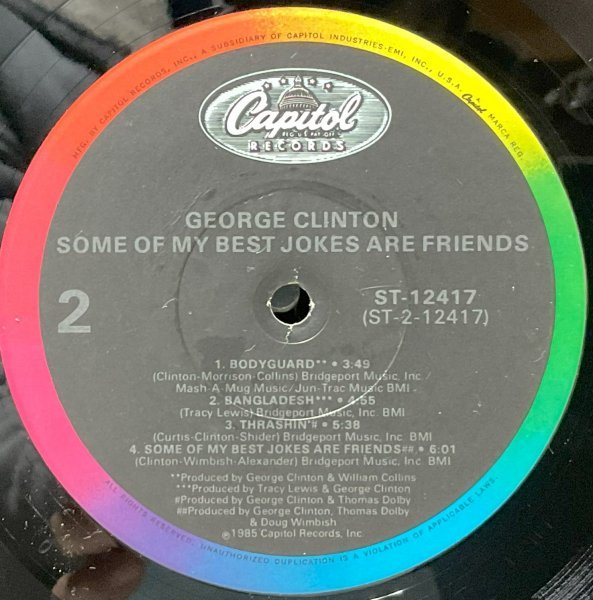 MFD. BY CAPITOL RECORDS, INC., A SUBSIDIARY OF CAPITOL INDUSTRIES-EMI, INC., U.S.A. Capitol MARCA REG.
Capitol
REG. U.S. PAT. OFF.
RECORDS
GEORGE CLINTON
SOME OF MY BEST JOKES ARE FRIENDS
2
ST-12417
(ST-2-12417)
1. BODYGUARD** • 3:49
(Clinton-Morrison-Collins) Bridgeport Music, Inc./
Mash-A-Mug Music/Jun-Trac Music BMI
2. BANGLADESH*** • 4:55
(Tracy Lewis) Bridgeport Music, Inc. BMI
3. THRASHIN'# • 5:38
(Curtis-Clinton-Shider) Bridgeport Music, Inc. BMI
4. SOME OF MY BEST JOKES ARE FRIENDS## • 6:01
(Clinton-Wimbish-Alexander) Bridgeport Music, Inc. BMI
**Produced by George Clinton & William Collins
***Produced by Tracy Lewis & George Clinton
#Produced by George Clinton & Thomas Dolby
##Produced by George Clinton, Thomas Dolby
& Doug Wimbish
©1985 Capitol Records, Inc.
ALL RIGHTS RESERVED. UNAUTHORIZED DUPLICATION IS A VIOLATION OF APPLICABLE LAWS.